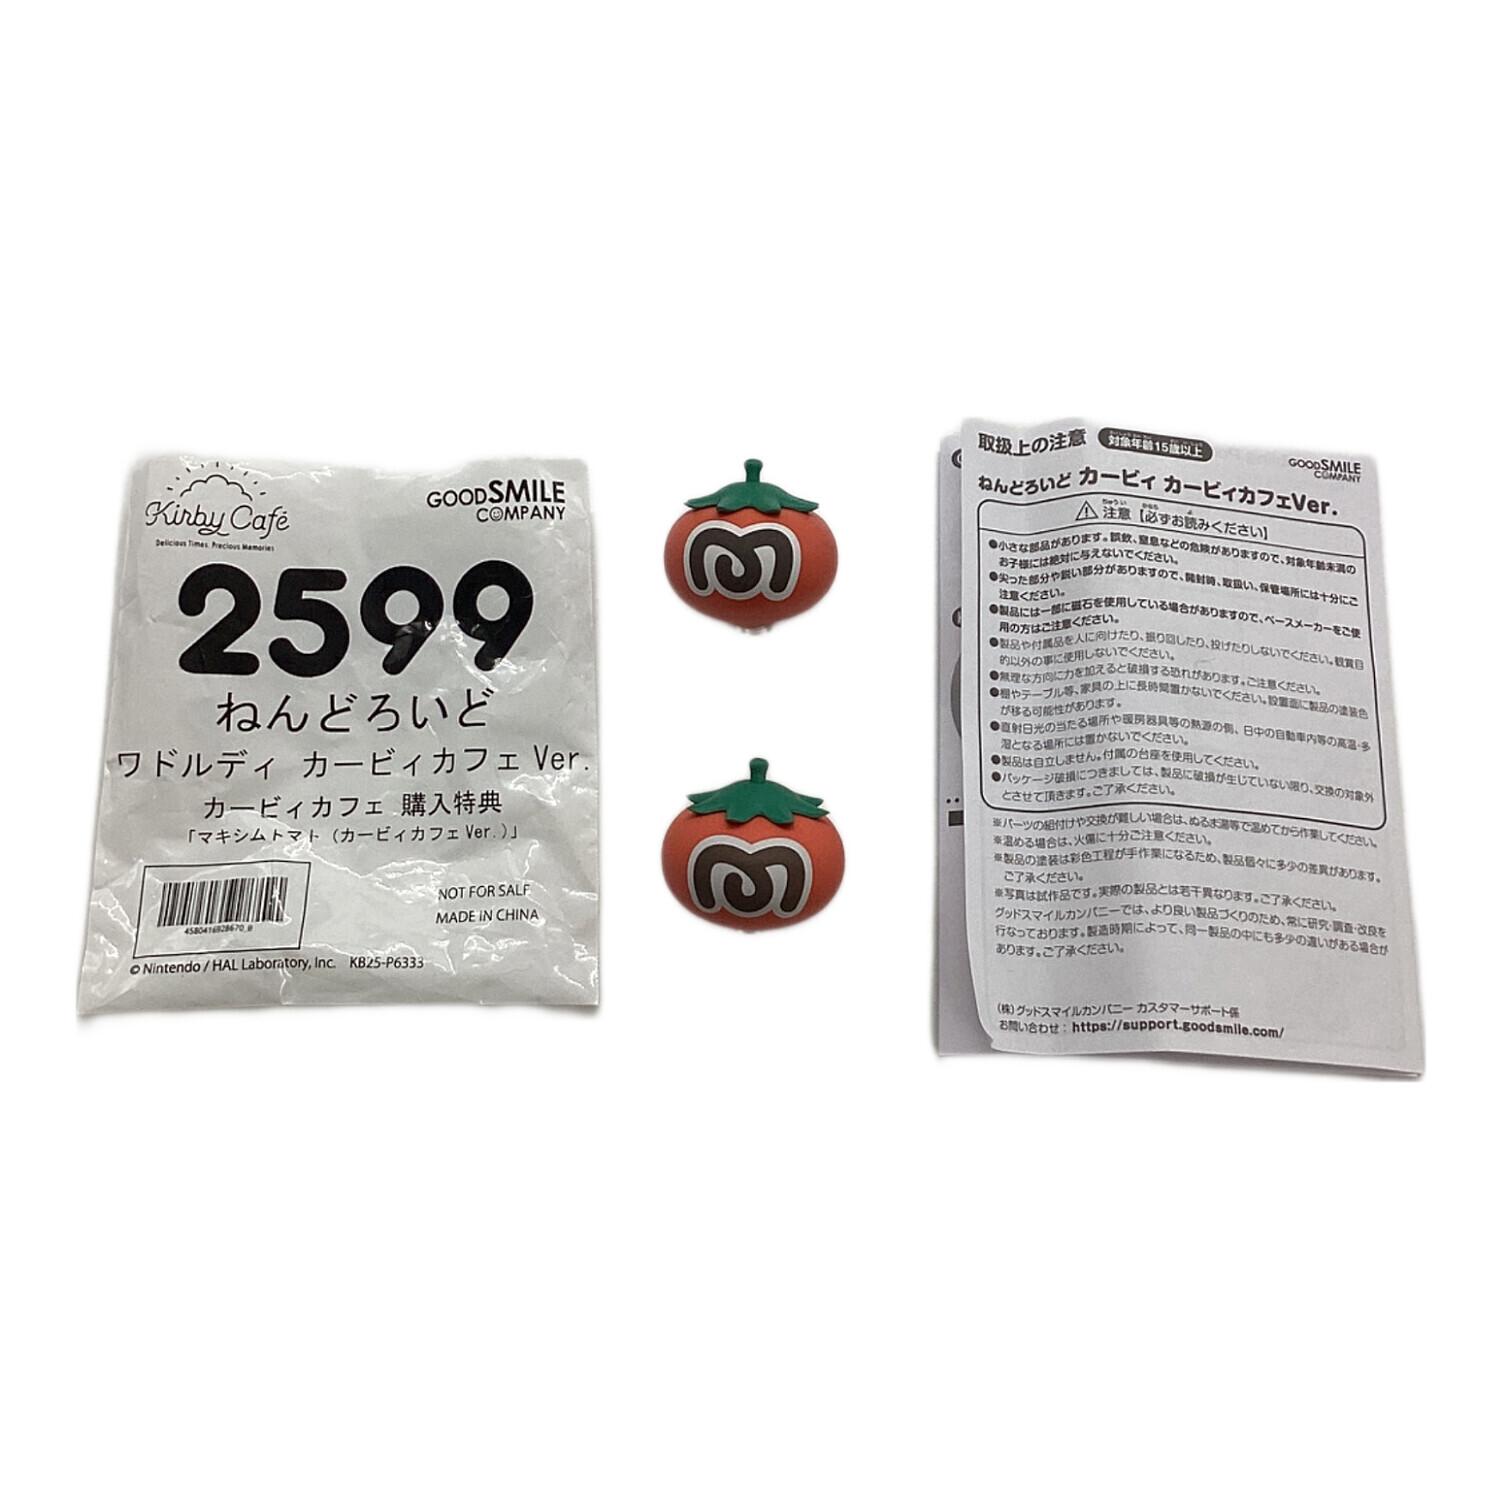 Kirby Café
Delicious Times, Precious Memories
GOODSMILE
COMPANY
2599
ねんどろいど
ワドルディ カービィカフェ Ver.
カービィカフェ 購入特典
「マキシムトマト（カービィカフェVer.）」
NOT FOR SALE
MADE IN CHINA
© Nintendo / HAL Laboratory, Inc. KB25-P6333
取扱上の注意 対象年齢15歳以上
GOODSMILE
COMPANY
ねんどろいど カービィ カービィカフェVer.
⚠ 注意【必ずお読みください】
●小さな部品があります。誤飲、窒息などの危険がありますので、対象年齢未満の
お子様には絶対に与えないでください。
●尖った部分や鋭い部分がありますので、開封時、取扱い、保管場所には十分にご
注意ください。
●製品には一部に磁石を使用している場合がありますので、ペースメーカーをご使
用の方はご注意ください。
●製品や付属品を人に向けたり、振り回したり、投げたりしないでください。観賞目
的以外の事に使用しないでください。
●無理な方向に力を加えると破損する恐れがあります。ご注意ください。
●棚やテーブル等、家具の上に長時間置かないでください。設置面に製品の塗装色
が移る可能性があります。
●直射日光の当たる場所や暖房器具等の熱源の側、日中の自動車内等の高温・多
湿となる場所には置かないでください。
●製品は自立しません。付属の台座を使用してください。
●パッケージ破損につきましては、製品に破損が生じていない限り、交換の対象外
とさせて頂きます。ご了承ください。
※パーツの組付けや交換が難しい場合は、ぬるま湯等で温めてから作業してください。
※温める場合は、火傷に十分ご注意ください。
※製品の塗装は彩色工程が手作業になるため、製品個々に多少の差異があります。
ご了承ください。
※写真は試作品です。実際の製品とは若干異なります。ご了承ください。
グッドスマイルカンパニーでは、より良い製品づくりのため、常に研究・調査・改良を
行なっております。製造時期によって、同一製品の中にも多少の違いがある場合が
あります。ご了承ください。
(株)グッドスマイルカンパニー カスタマーサポート係
お問い合わせ：https://support.goodsmile.com/